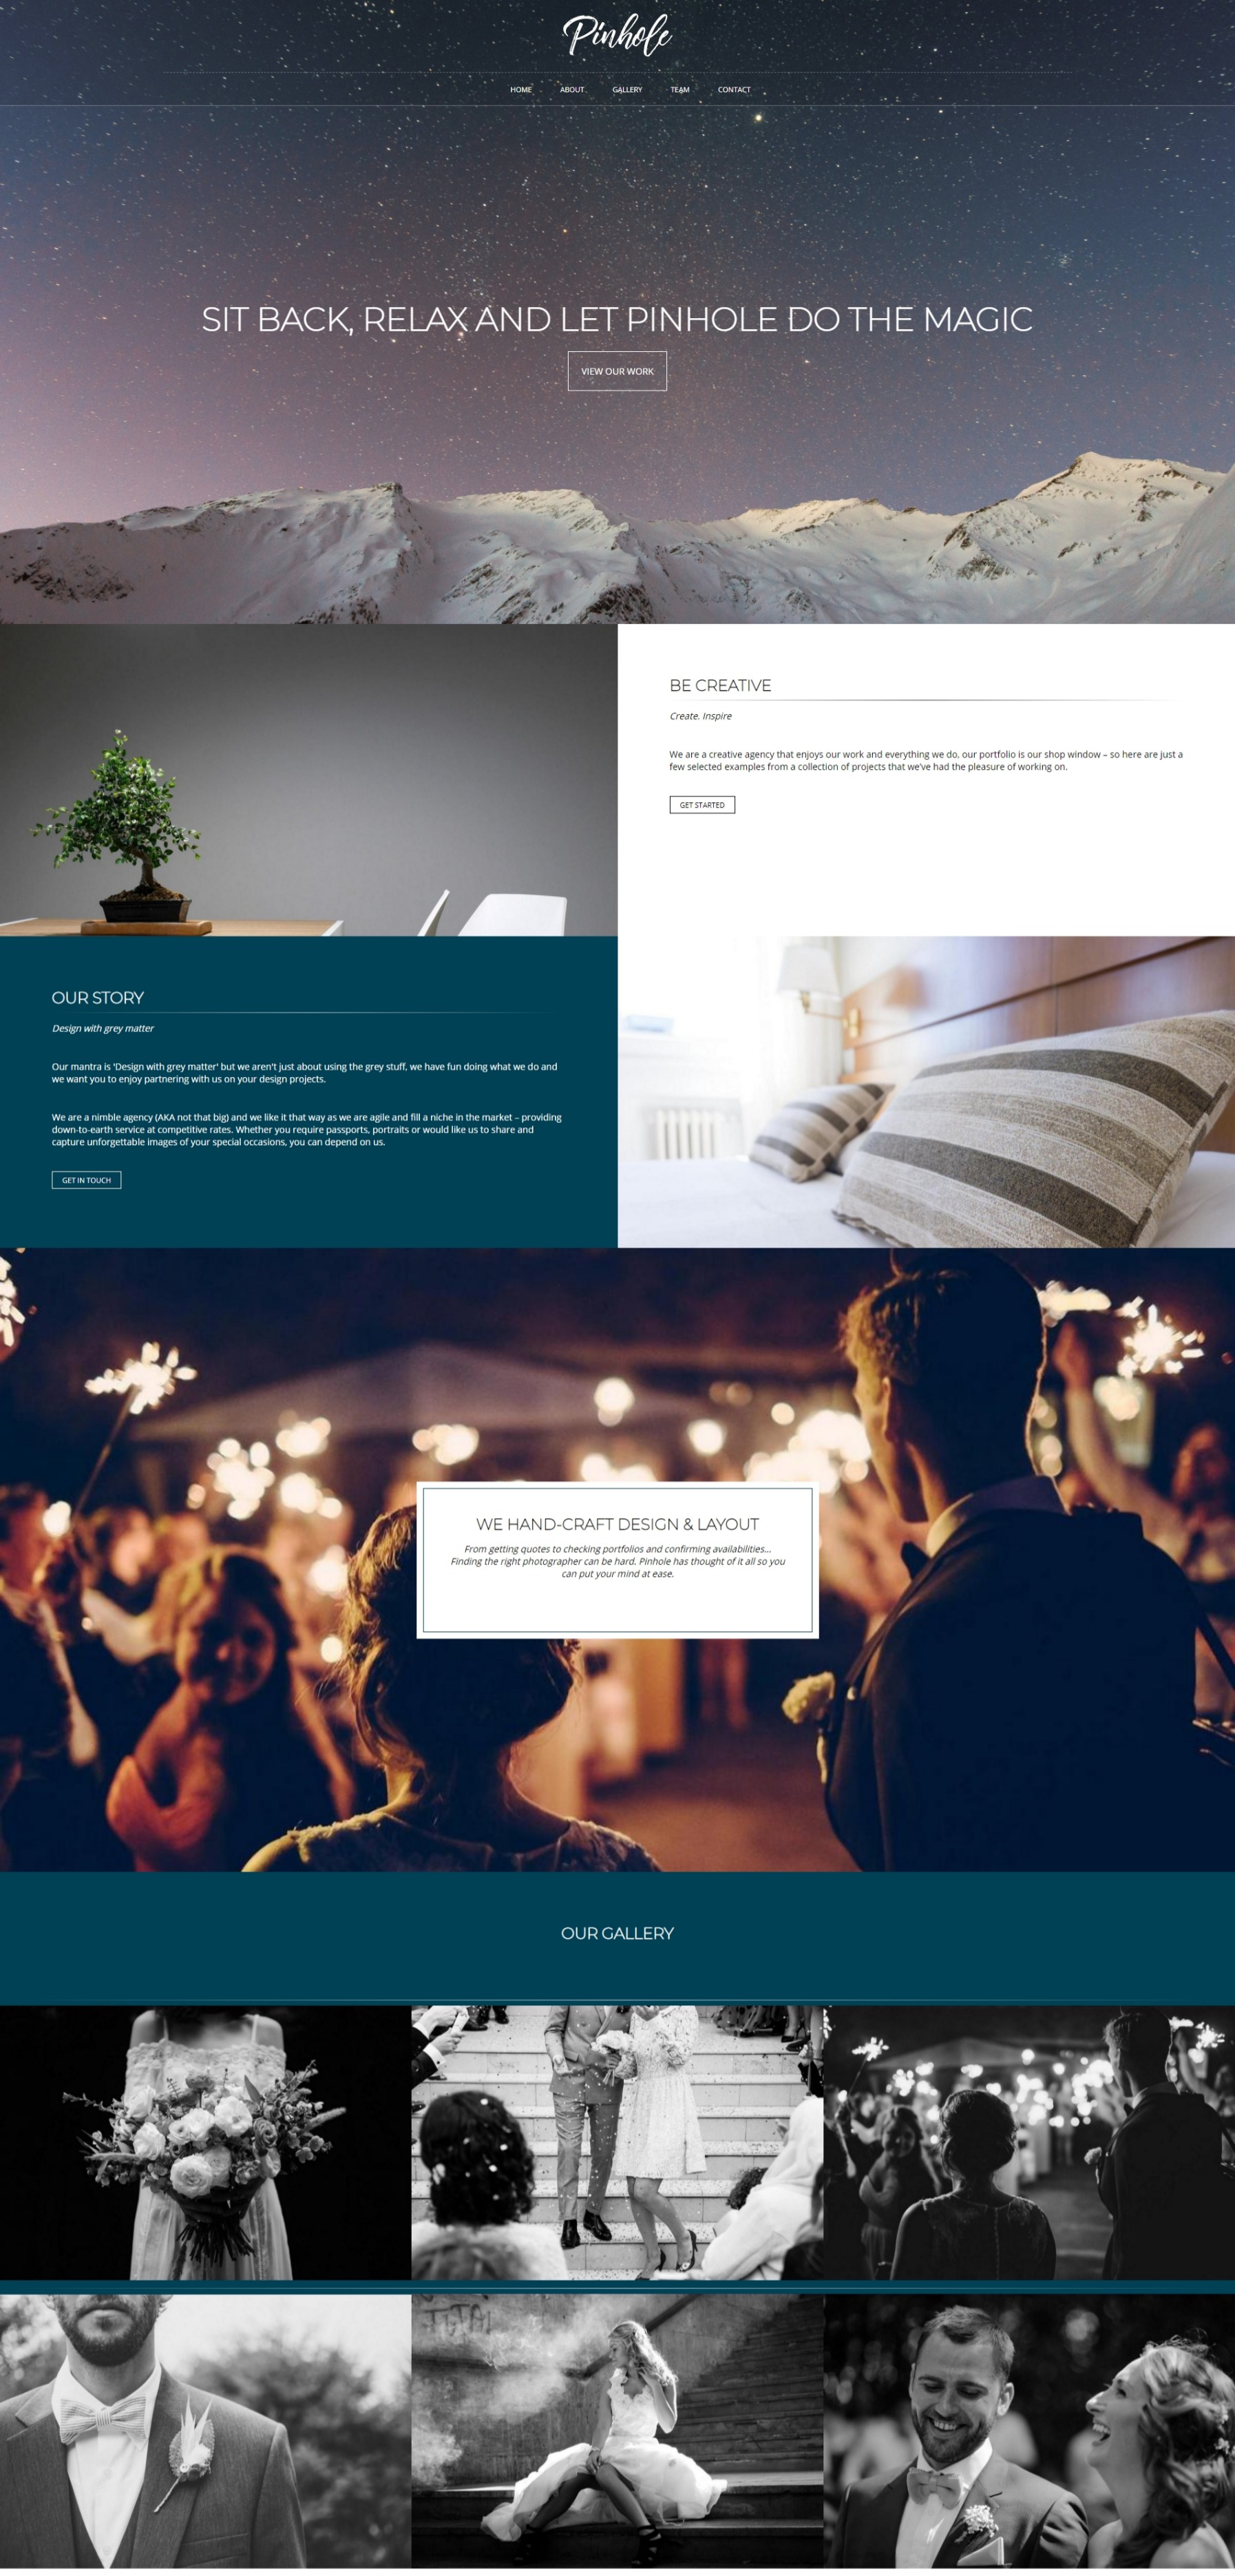 Pinhole
HOME ABOUT GALLERY TEAM CONTACT
SIT BACK, RELAX AND LET PINHOLE DO THE MAGIC
VIEW OUR WORK
BE CREATIVE
Create. Inspire
We are a creative agency that enjoys our work and everything we do, our portfolio is our shop window – so here are just a
few selected examples from a collection of projects that we've had the pleasure of working on.
GET STARTED
OUR STORY
Design with grey matter
Our mantra is 'Design with grey matter' but we aren't just about using the grey stuff, we have fun doing what we do and
we want you to enjoy partnering with us on your design projects.
We are a nimble agency (AKA not that big) and we like it that way as we are agile and fill a niche in the market – providing
down-to-earth service at competitive rates. Whether you require passports, portraits or would like us to share and
capture unforgettable images of your special occasions, you can depend on us.
GET IN TOUCH
WE HAND-CRAFT DESIGN & LAYOUT
From getting quotes to checking portfolios and confirming availabilities...
Finding the right photographer can be hard. Pinhole has thought of it all so you
can put your mind at ease.
OUR GALLERY